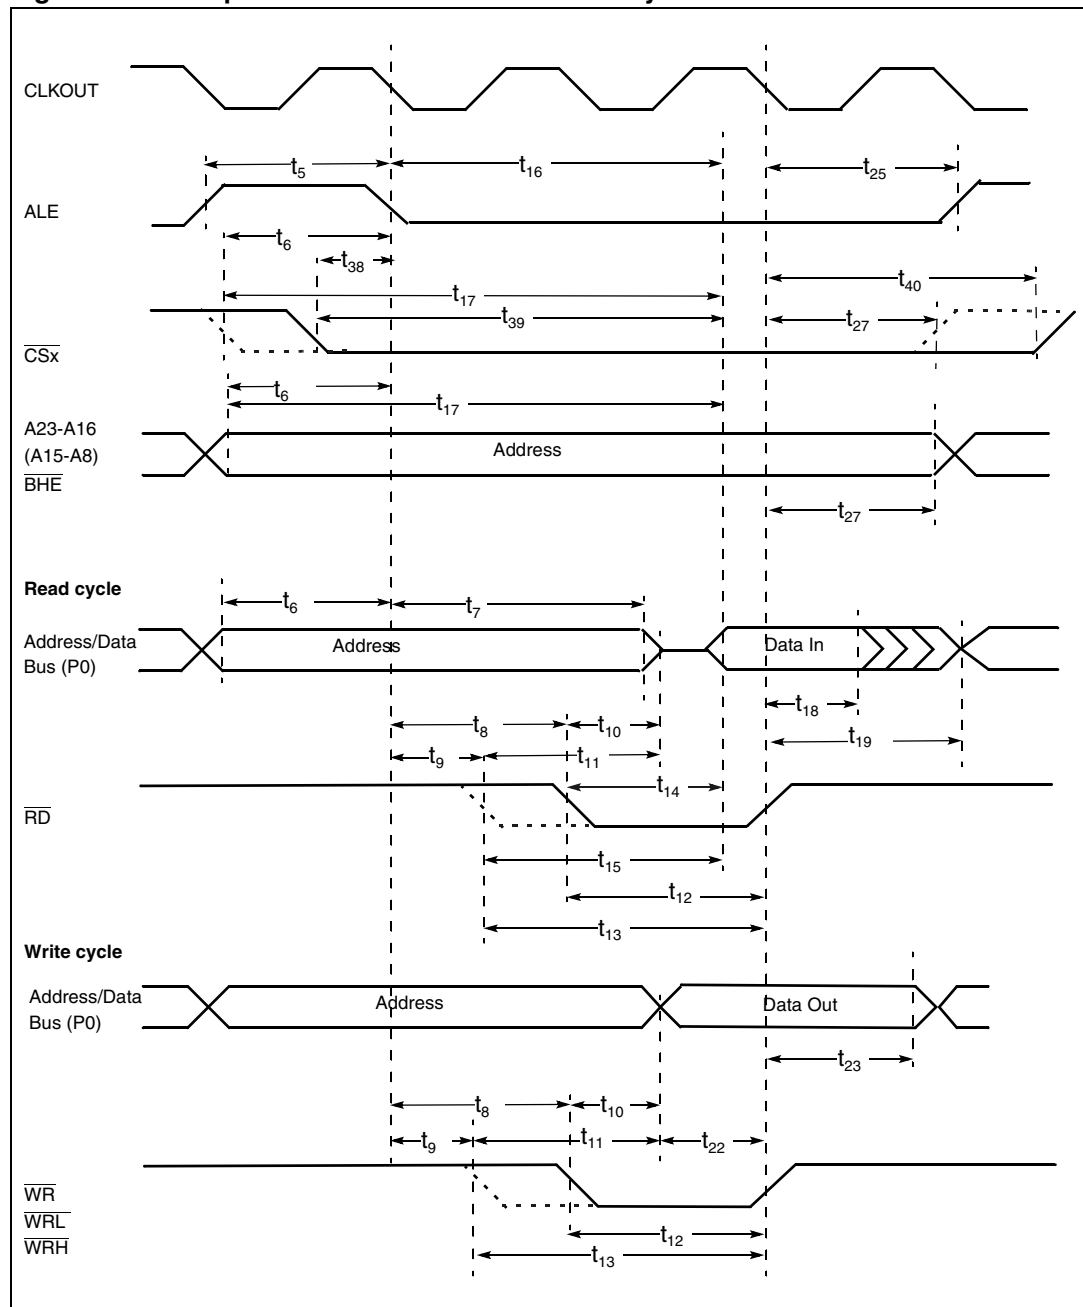 CLKOUT
t5
t16
t25
ALE
t6
t38
t40
t17
t39
t27
CSx
t6
t17
A23-A16
(A15-A8)
BHE
Address
t27
Read cycle
t6
t7
Address/Data
Bus (P0)
Address
Data In
t18
t8
t10
t19
t9
t11
t14
RD
t15
t12
t13
Write cycle
Address/Data
Bus (P0)
Address
Data Out
t23
t8
t10
t9
t11
t22
WR
WRL
WRH
t12
t13